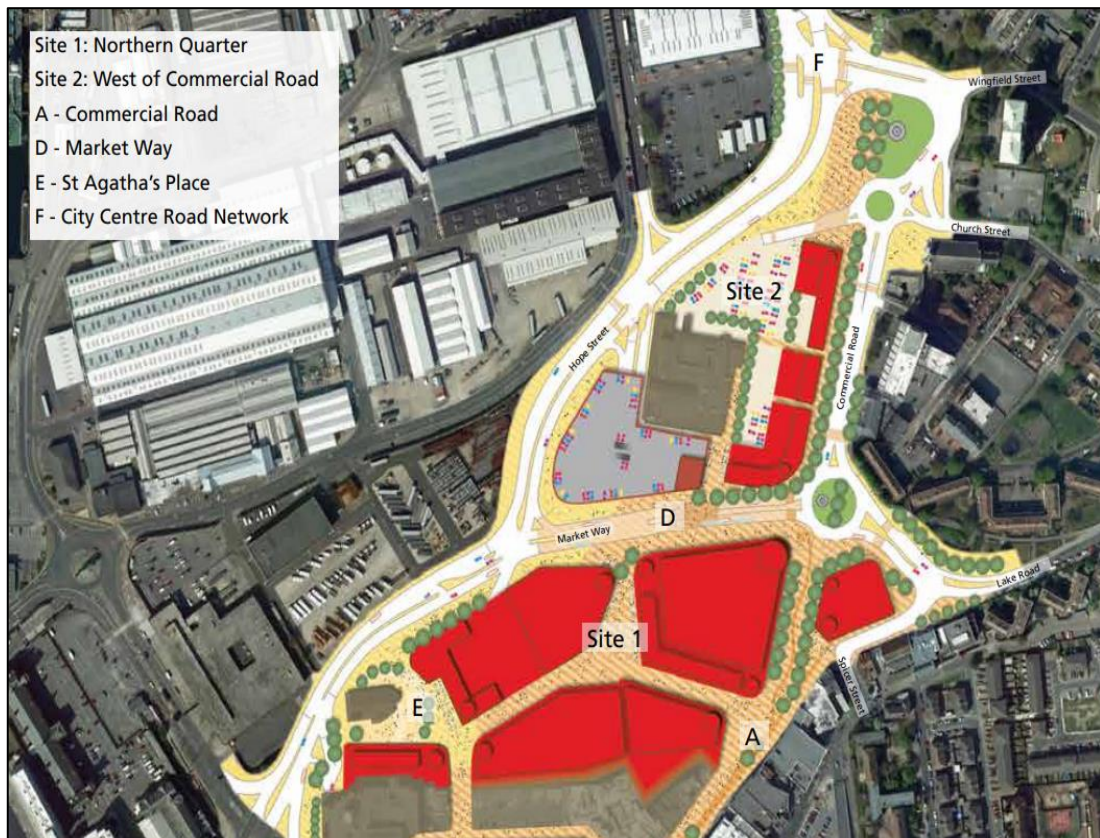 Site 1: Northern Quarter
Site 2: West of Commercial Road
A - Commercial Road
D - Market Way
E - St Agatha's Place
F - City Centre Road Network
F
Wingfield Street
Church Street
Site 2
Hope Street
Commercial Road
D
Market Way
Lake Road
Site 1
Spicer Street
E
A